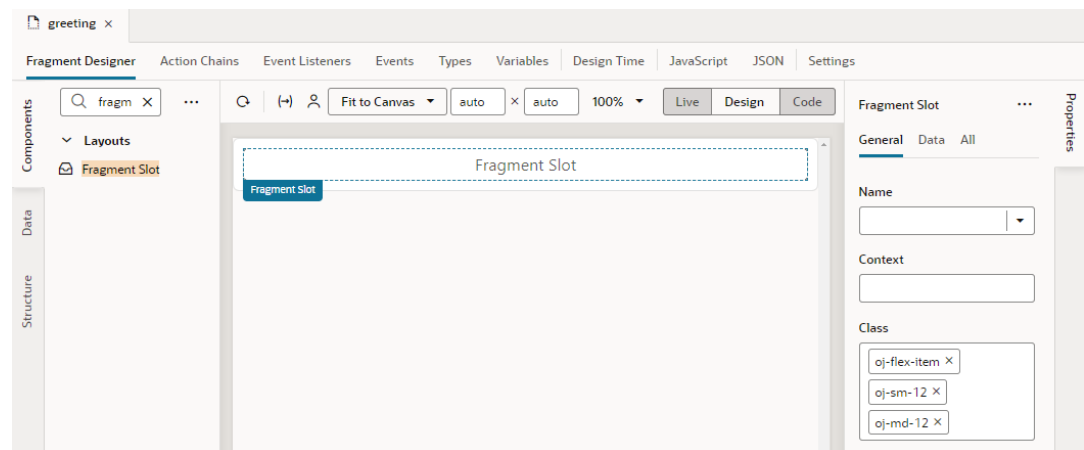 greeting ×
Fragment Designer Action Chains Event Listeners Events Types Variables Design Time JavaScript JSON Settings
Components
Data
Structure
fragm X ...
Layouts
Fragment Slot
Fit to Canvas auto × auto 100% Live Design Code
Fragment Slot
Fragment Slot
Fragment Slot ...
General Data All
Name
Context
Class
oj-flex-item ×
oj-sm-12 ×
oj-md-12 ×
Properties